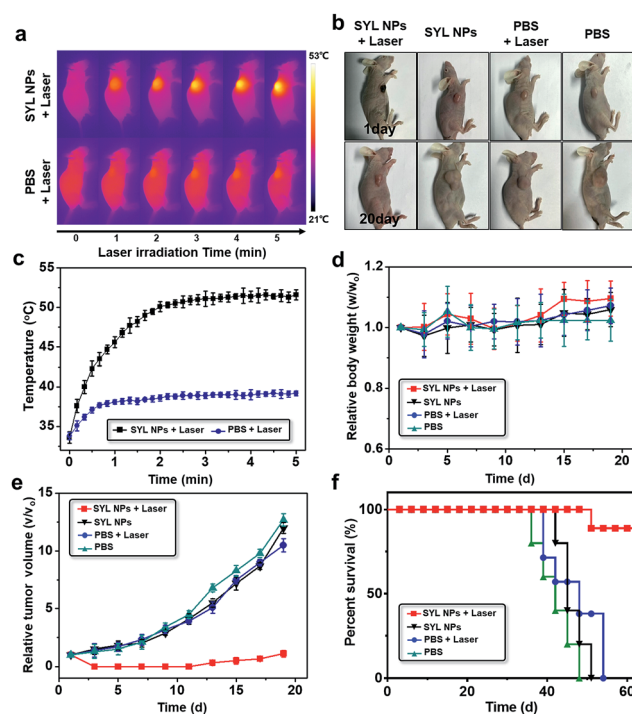 a
SYL NPs
+ Laser
PBS
+ Laser
53℃
21℃
0 1 2 3 4 5
Laser irradiation Time (min)
b
SYL NPs
+ Laser
SYL NPs
PBS
+ Laser
PBS
1day
20day
c
Temperature (°C)
55
50
45
40
35
SYL NPs + Laser
PBS + Laser
0 1 2 3 4 5
Time (min)
d
Relative body weight (w/w₀)
1.2
1.0
0.8
0.6
SYL NPs + Laser
SYL NPs
PBS + Laser
PBS
0 5 10 15 20
Time (d)
e
Relative tumor volume (v/v₀)
15
10
5
0
SYL NPs + Laser
SYL NPs
PBS + Laser
PBS
0 5 10 15 20
Time (d)
f
Percent survival (%)
100
50
0
SYL NPs + Laser
SYL NPs
PBS + Laser
PBS
0 20 40 60
Time (d)